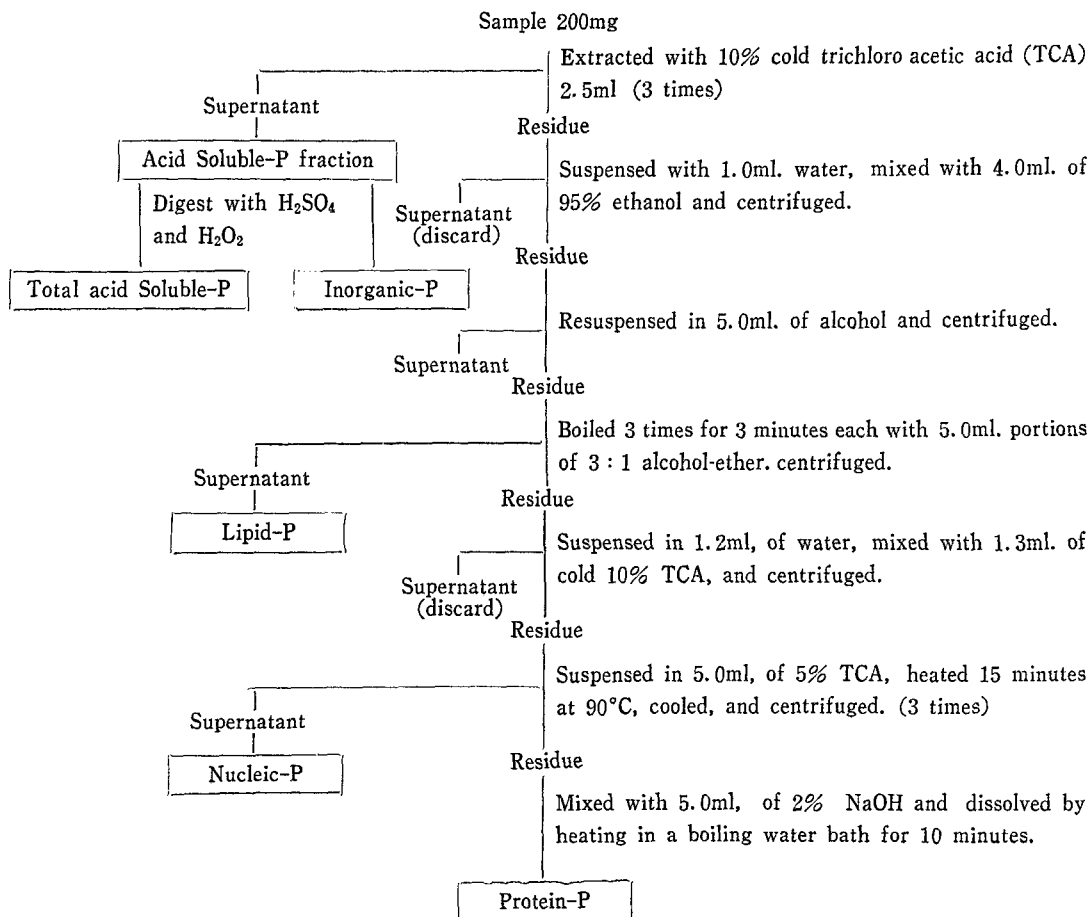 Sample 200mg
Extracted with 10% cold trichloro acetic acid (TCA)
2.5ml (3 times)
Supernatant
Residue
Acid Soluble-P fraction
Suspended with 1.0ml. water, mixed with 4.0ml. of
95% ethanol and centrifuged.
Digest with H₂SO₄
and H₂O₂
Supernatant
(discard)
Residue
Total acid Soluble-P
Inorganic-P
Resuspended in 5.0ml. of alcohol and centrifuged.
Supernatant
Residue
Boiled 3 times for 3 minutes each with 5.0ml. portions
of 3 : 1 alcohol-ether. centrifuged.
Supernatant
Residue
Lipid-P
Suspended in 1.2ml, of water, mixed with 1.3ml. of
cold 10% TCA, and centrifuged.
Supernatant
(discard)
Residue
Suspended in 5.0ml, of 5% TCA, heated 15 minutes
at 90°C, cooled, and centrifuged. (3 times)
Supernatant
Residue
Nucleic-P
Mixed with 5.0ml, of 2% NaOH and dissolved by
heating in a boiling water bath for 10 minutes.
Protein-P